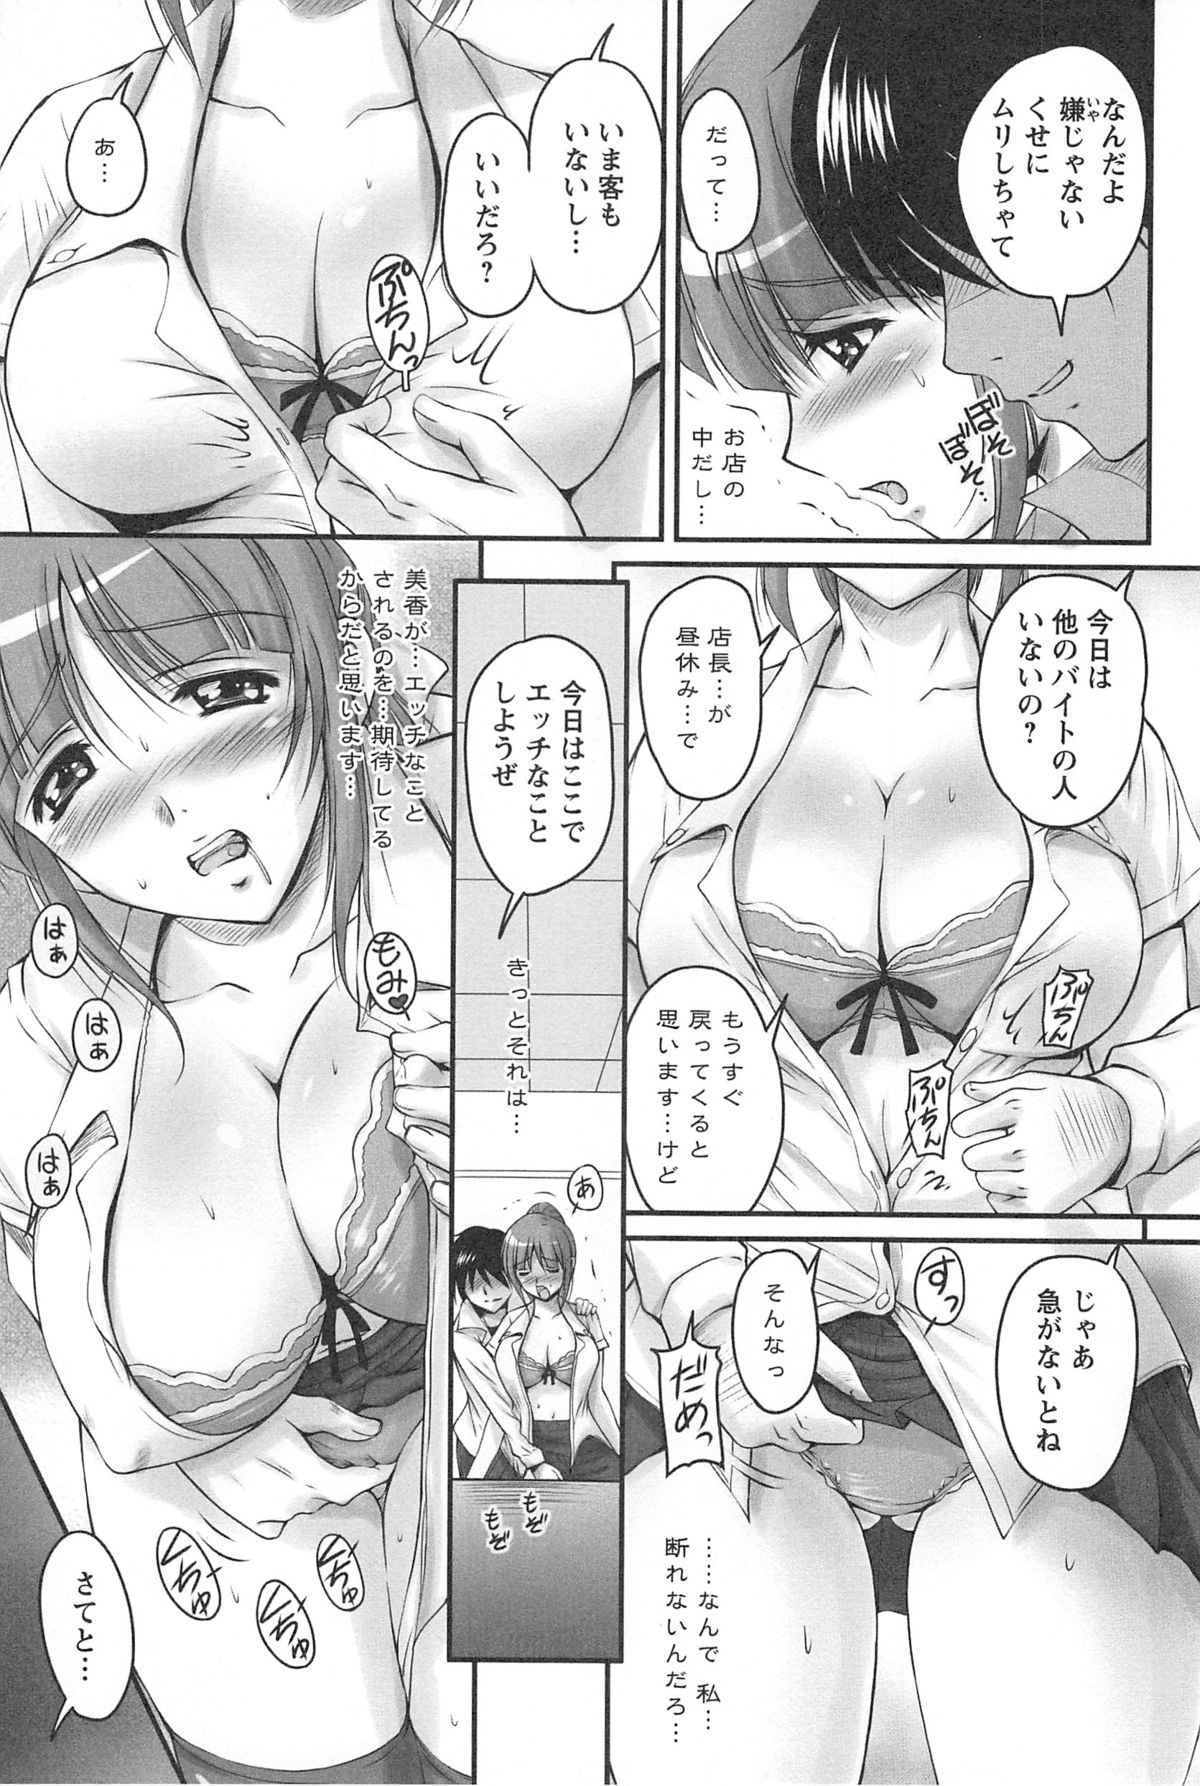 なんだよ
嫌じゃない
いや
くせに
ムリしちゃて
だって…
ぼそ
ぼそ…
お店の
中だし…
いま客も
いないし…
いいだろ？
ぷちんっ
あ…
今日は
他のバイトの人
いないの？
店長…が
昼休み…で
ぷちん
ぷちん
もうすぐ
戻ってくると
思います…けど
じゃあ
急がないとね
すっ
そんなっ
だめっ
……なんで 私…
断れないんだろ…
今日はここで
エッチなこと
しようぜ
きっとそれは…
あ
もぞ
もぞ
美香が…エッチなこと
されるのを…期待してる
からだと思います…
もみ♥
はぁ
はぁ
はぁ
くちゅ
くちゅ
くちゅ
さてと…